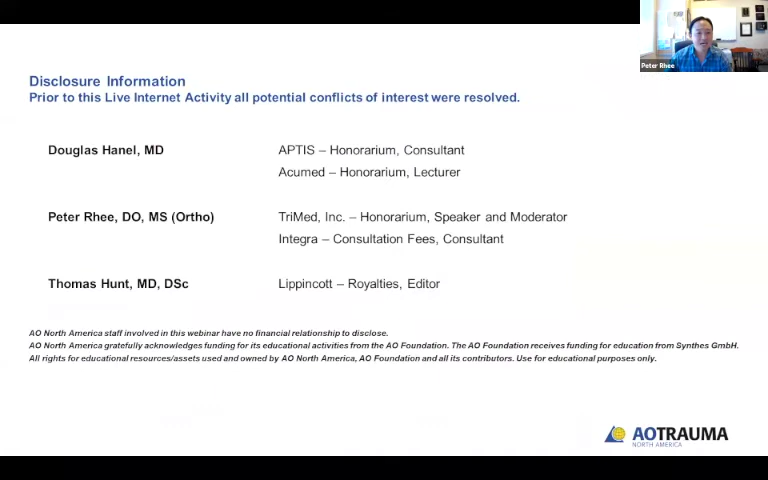 Peter Rhee
Disclosure Information
Prior to this Live Internet Activity all potential conflicts of interest were resolved.
Douglas Hanel, MD
APTIS – Honorarium, Consultant
Acumed – Honorarium, Lecturer
Peter Rhee, DO, MS (Ortho)
TriMed, Inc. – Honorarium, Speaker and Moderator
Integra – Consultation Fees, Consultant
Thomas Hunt, MD, DSc
Lippincott – Royalties, Editor
AO North America staff involved in this webinar have no financial relationship to disclose.
AO North America gratefully acknowledges funding for its educational activities from the AO Foundation. The AO Foundation receives funding for education from Synthes GmbH.
All rights for educational resources/assets used and owned by AO North America, AO Foundation and all its contributors. Use for educational purposes only.
AOTRAUMA
NORTH AMERICA